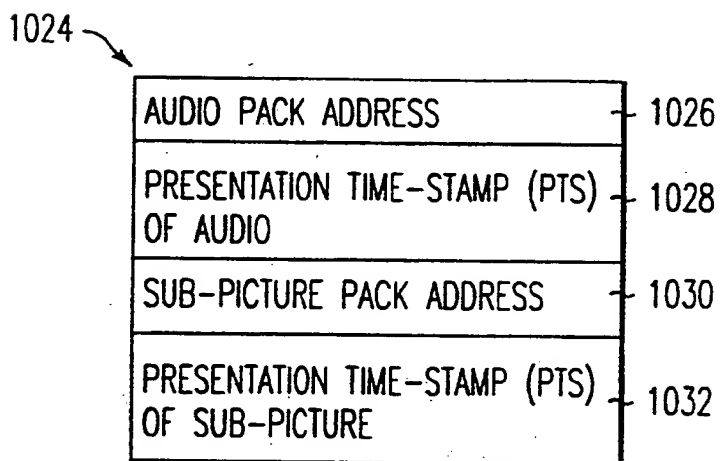 1024
AUDIO PACK ADDRESS 1026
PRESENTATION TIME-STAMP (PTS) 1028
OF AUDIO
SUB-PICTURE PACK ADDRESS 1030
PRESENTATION TIME-STAMP (PTS) 1032
OF SUB-PICTURE